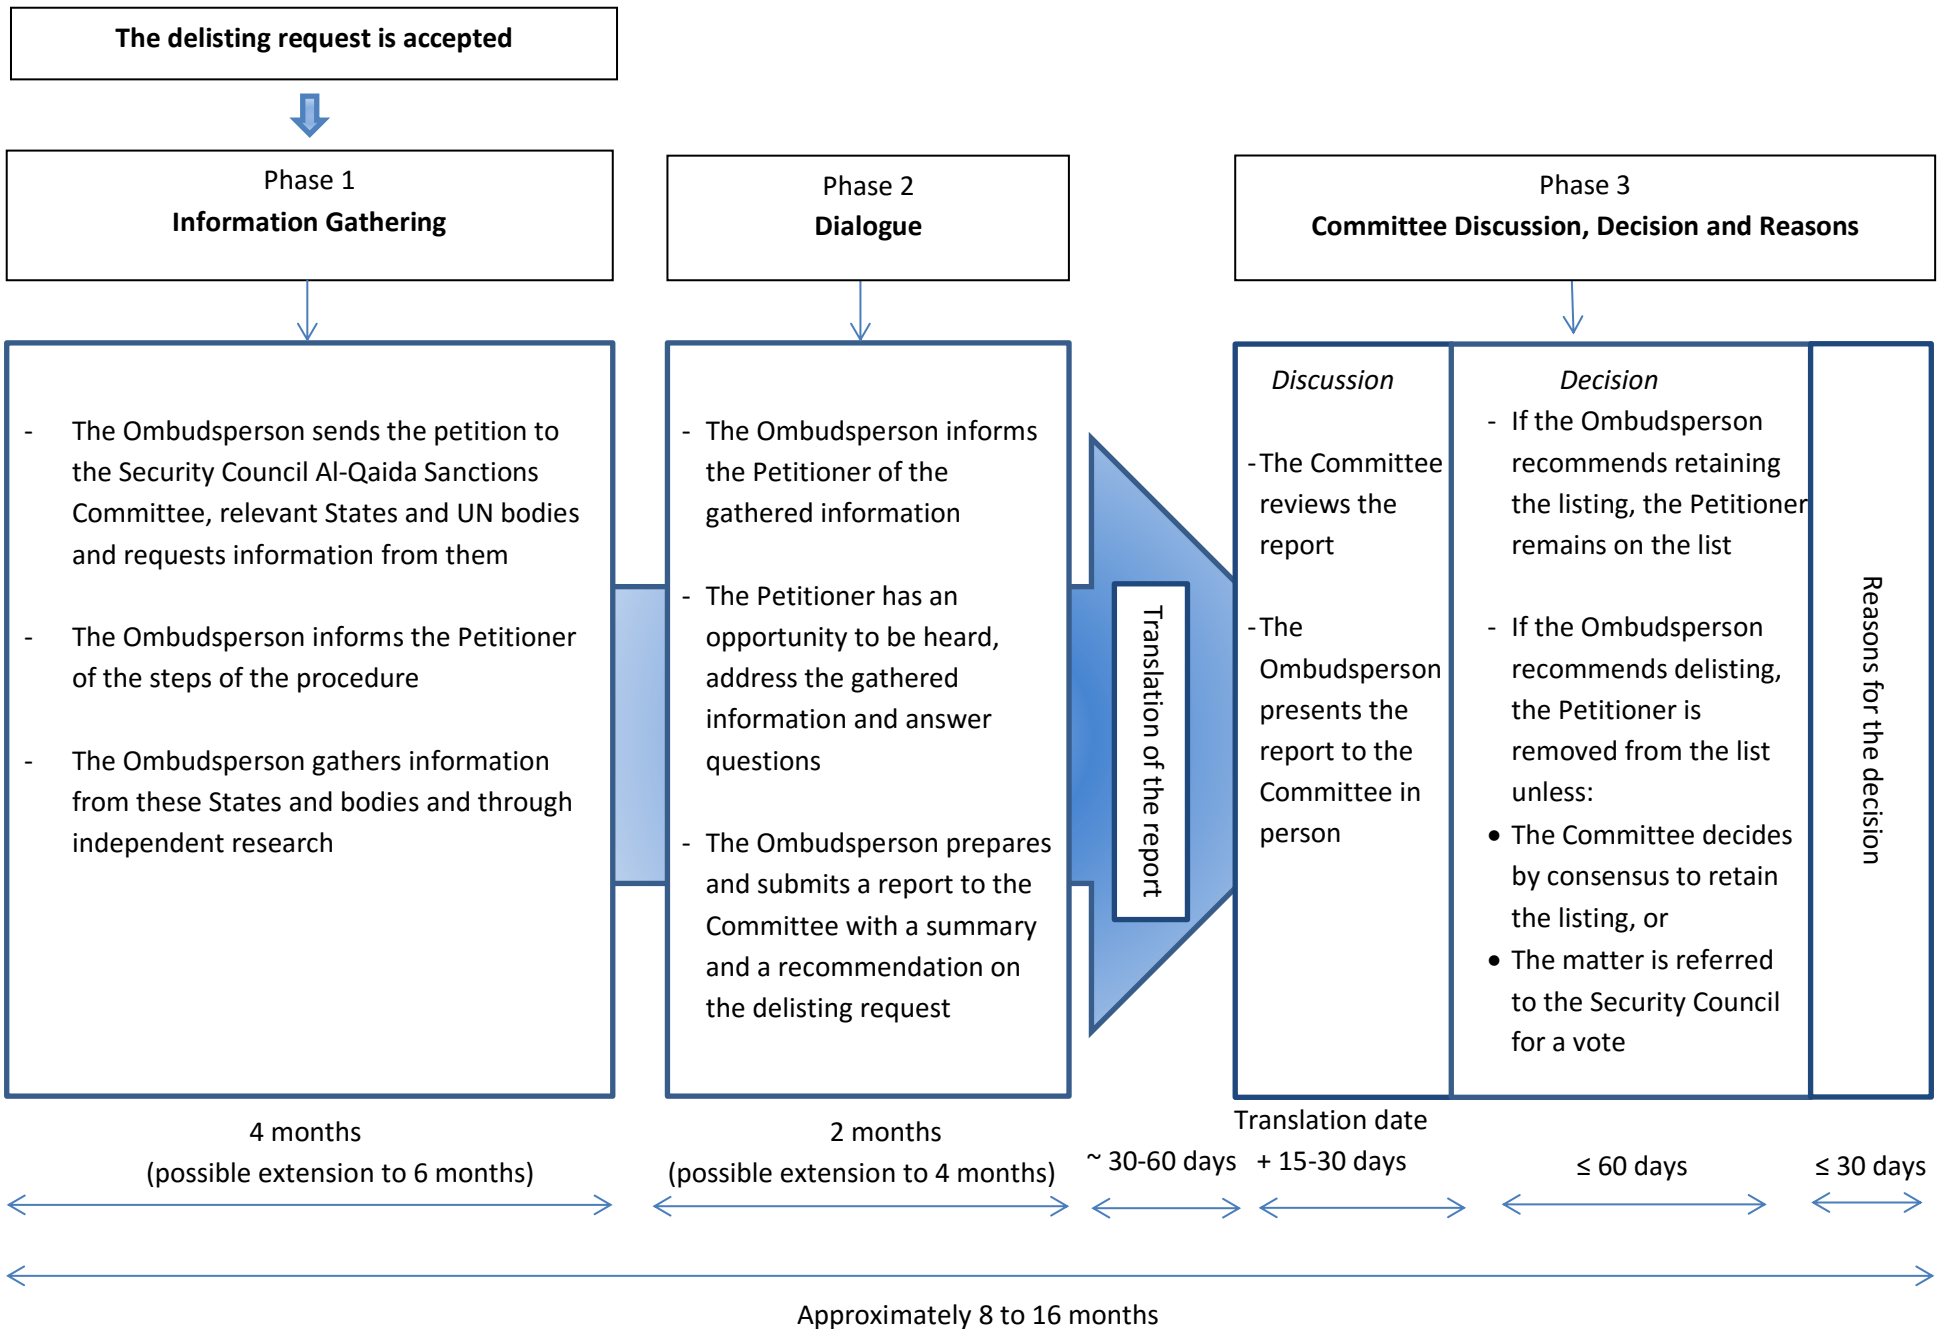 The delisting request is accepted
Phase 1
Information Gathering
- The Ombudsperson sends the petition to
the Security Council Al-Qaida Sanctions
Committee, relevant States and UN bodies
and requests information from them
- The Ombudsperson informs the Petitioner
of the steps of the procedure
- The Ombudsperson gathers information
from these States and bodies and through
independent research
4 months
(possible extension to 6 months)
Phase 2
Dialogue
- The Ombudsperson informs
the Petitioner of the
gathered information
- The Petitioner has an
opportunity to be heard,
address the gathered
information and answer
questions
- The Ombudsperson prepares
and submits a report to the
Committee with a summary
and a recommendation on
the delisting request
2 months
(possible extension to 4 months)
Translation of the report
~ 30-60 days
Phase 3
Committee Discussion, Decision and Reasons
Discussion
-The Committee
reviews the
report
-The
Ombudsperson
presents the
report to the
Committee in
person
Translation date
+ 15-30 days
Decision
- If the Ombudsperson
recommends retaining
the listing, the Petitioner
remains on the list
- If the Ombudsperson
recommends delisting,
the Petitioner is
removed from the list
unless:
• The Committee decides
by consensus to retain
the listing, or
• The matter is referred
to the Security Council
for a vote
≤ 60 days
Reasons for the decision
≤ 30 days
Approximately 8 to 16 months